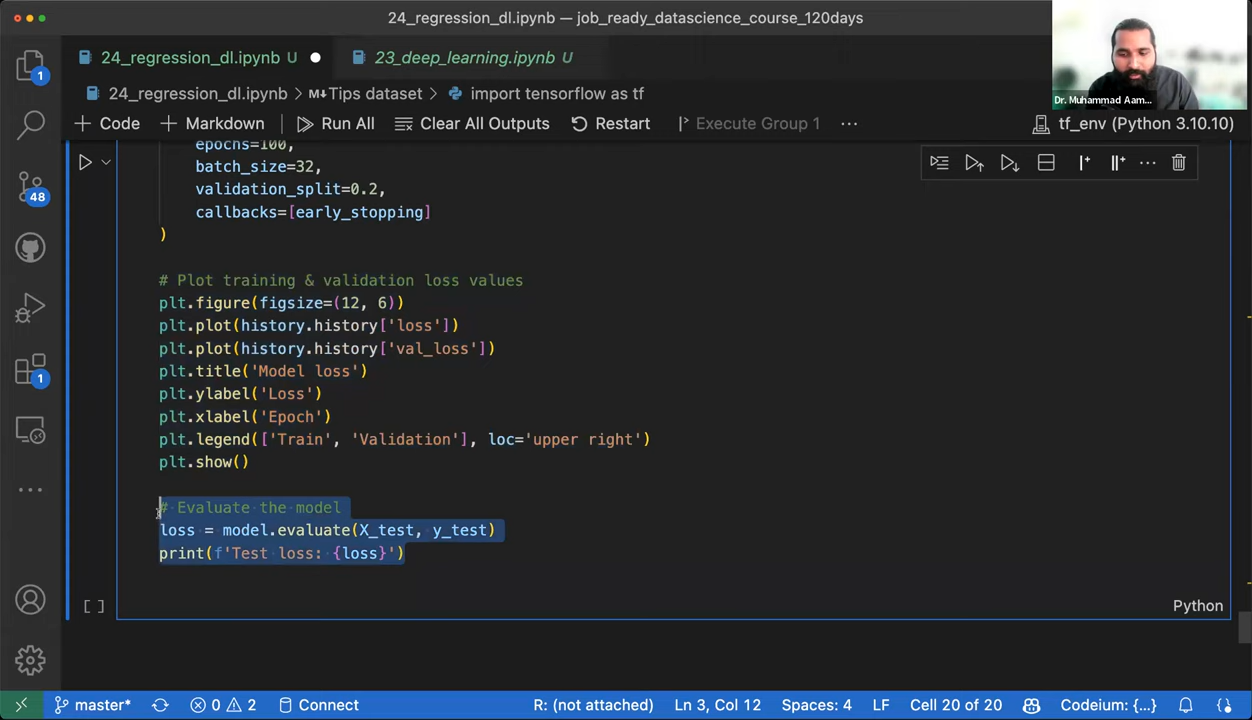 24_regression_dl.ipynb — job_ready_datascience_course_120days
24_regression_dl.ipynb U
23_deep_learning.ipynb U
24_regression_dl.ipynb > M↓ Tips dataset > import tensorflow as tf
+ Code + Markdown Run All Clear All Outputs Restart Execute Group 1 ...
tf_env (Python 3.10.10)
Dr. Muhammad Aam...
1
48
1
epochs=100,
batch_size=32,
validation_split=0.2,
callbacks=[early_stopping]
)
# Plot training & validation loss values
plt.figure(figsize=(12, 6))
plt.plot(history.history['loss'])
plt.plot(history.history['val_loss'])
plt.title('Model loss')
plt.ylabel('Loss')
plt.xlabel('Epoch')
plt.legend(['Train', 'Validation'], loc='upper right')
plt.show()
# Evaluate the model
loss = model.evaluate(X_test, y_test)
print(f'Test loss: {loss}')
[ ]
Python
master* 0 2 Connect R: (not attached) Ln 3, Col 12 Spaces: 4 LF Cell 20 of 20 Codeium: {...}